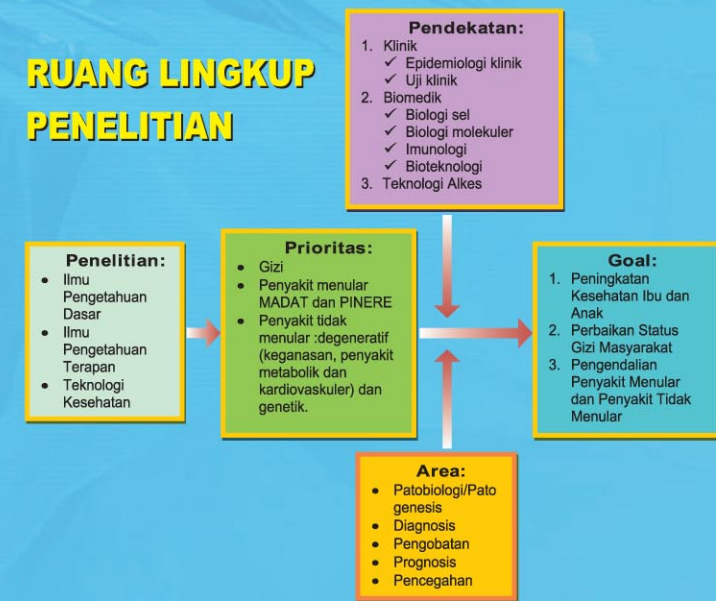 RUANG LINGKUP
PENELITIAN
Pendekatan:
1. Klinik
✓ Epidemiologi klinik
✓ Uji klinik
2. Biomedik
✓ Biologi sel
✓ Biologi molekuler
✓ Imunologi
✓ Bioteknologi
3. Teknologi Alkes
Penelitian:
• Ilmu
Pengetahuan
Dasar
• Ilmu
Pengetahuan
Terapan
• Teknologi
Kesehatan
Prioritas:
• Gizi
• Penyakit menular
MADAT dan PINERE
• Penyakit tidak
menular :degeneratif
(keganasan, penyakit
metabolik dan
kardiovaskuler) dan
genetik.
Goal:
1. Peningkatan
Kesehatan Ibu dan
Anak
2. Perbaikan Status
Gizi Masyarakat
3. Pengendalian
Penyakit Menular
dan Penyakit Tidak
Menular
Area:
• Patobiologi/Pato
genesis
• Diagnosis
• Pengobatan
• Prognosis
• Pencegahan